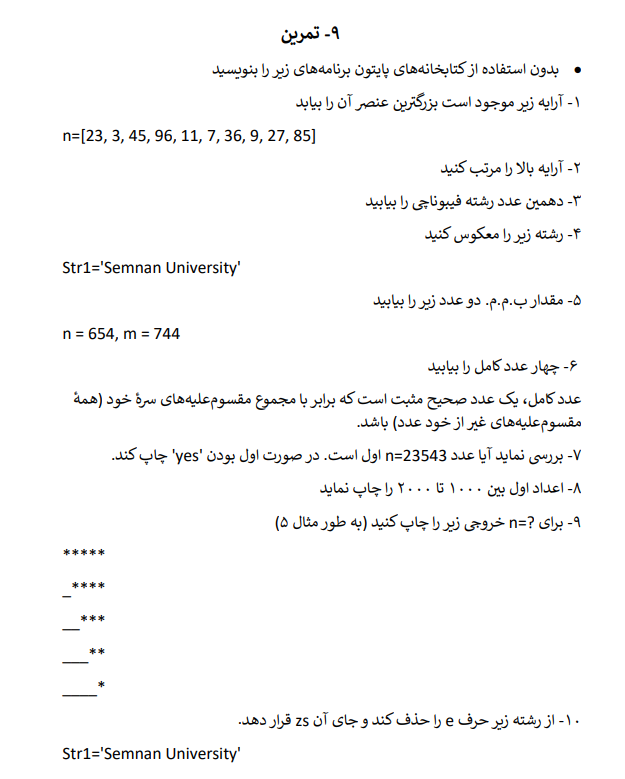 ۹- تمرین
• بدون استفاده از کتابخانه‌های پایتون برنامه‌های زیر را بنویسید
۱- آرایه زیر موجود است بزرگترین عنصر آن را بیابد
n=[23, 3, 45, 96, 11, 7, 36, 9, 27, 85]
۲- آرایه بالا را مرتب کنید
۳- دهمین عدد رشته فیبوناچی را بیابید
۴- رشته زیر را معکوس کنید
Str1='Semnan University'
۵- مقدار ب.م.م. دو عدد زیر را بیابید
n = 654, m = 744
۶- چهار عدد کامل را بیابید
عدد کامل، یک عدد صحیح مثبت است که برابر با مجموع مقسوم‌علیه‌های سرهٔ خود (همهٔ
مقسوم‌علیه‌های غیر از خود عدد) باشد.
۷- بررسی نماید آیا عدد n=23543 اول است. در صورت اول بودن 'yes' چاپ کند.
۸- اعداد اول بین ۱۰۰۰ تا ۲۰۰۰ را چاپ نماید
۹- برای n=? خروجی زیر را چاپ کنید (به طور مثال ۵)
*****
_****
__***
___**
____*
۱۰- از رشته زیر حرف e را حذف کند و جای آن zs قرار دهد.
Str1='Semnan University'